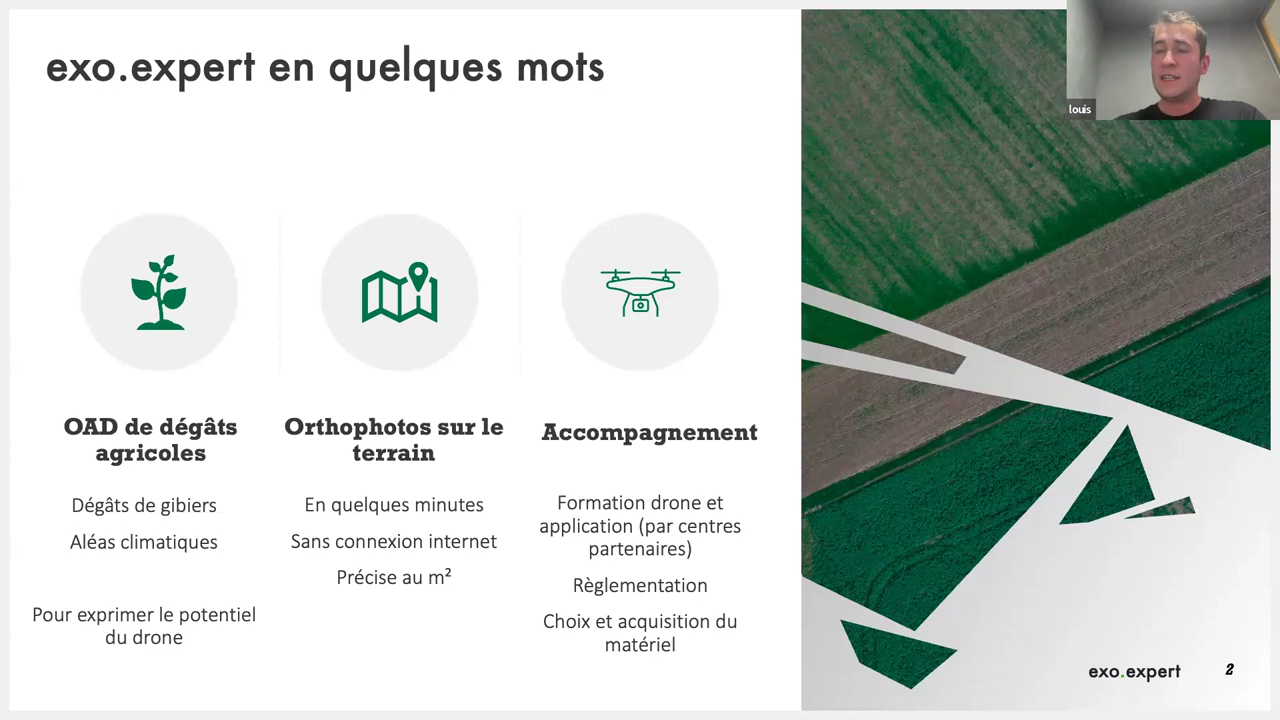 exo.expert en quelques mots
louis
OAD de dégâts
agricoles
Dégâts de gibiers
Aléas climatiques
Pour exprimer le potentiel
du drone
Orthophotos sur le
terrain
En quelques minutes
Sans connexion internet
Précise au m²
Accompagnement
Formation drone et
application (par centres
partenaires)
Règlementation
Choix et acquisition du
matériel
exo.expert
2